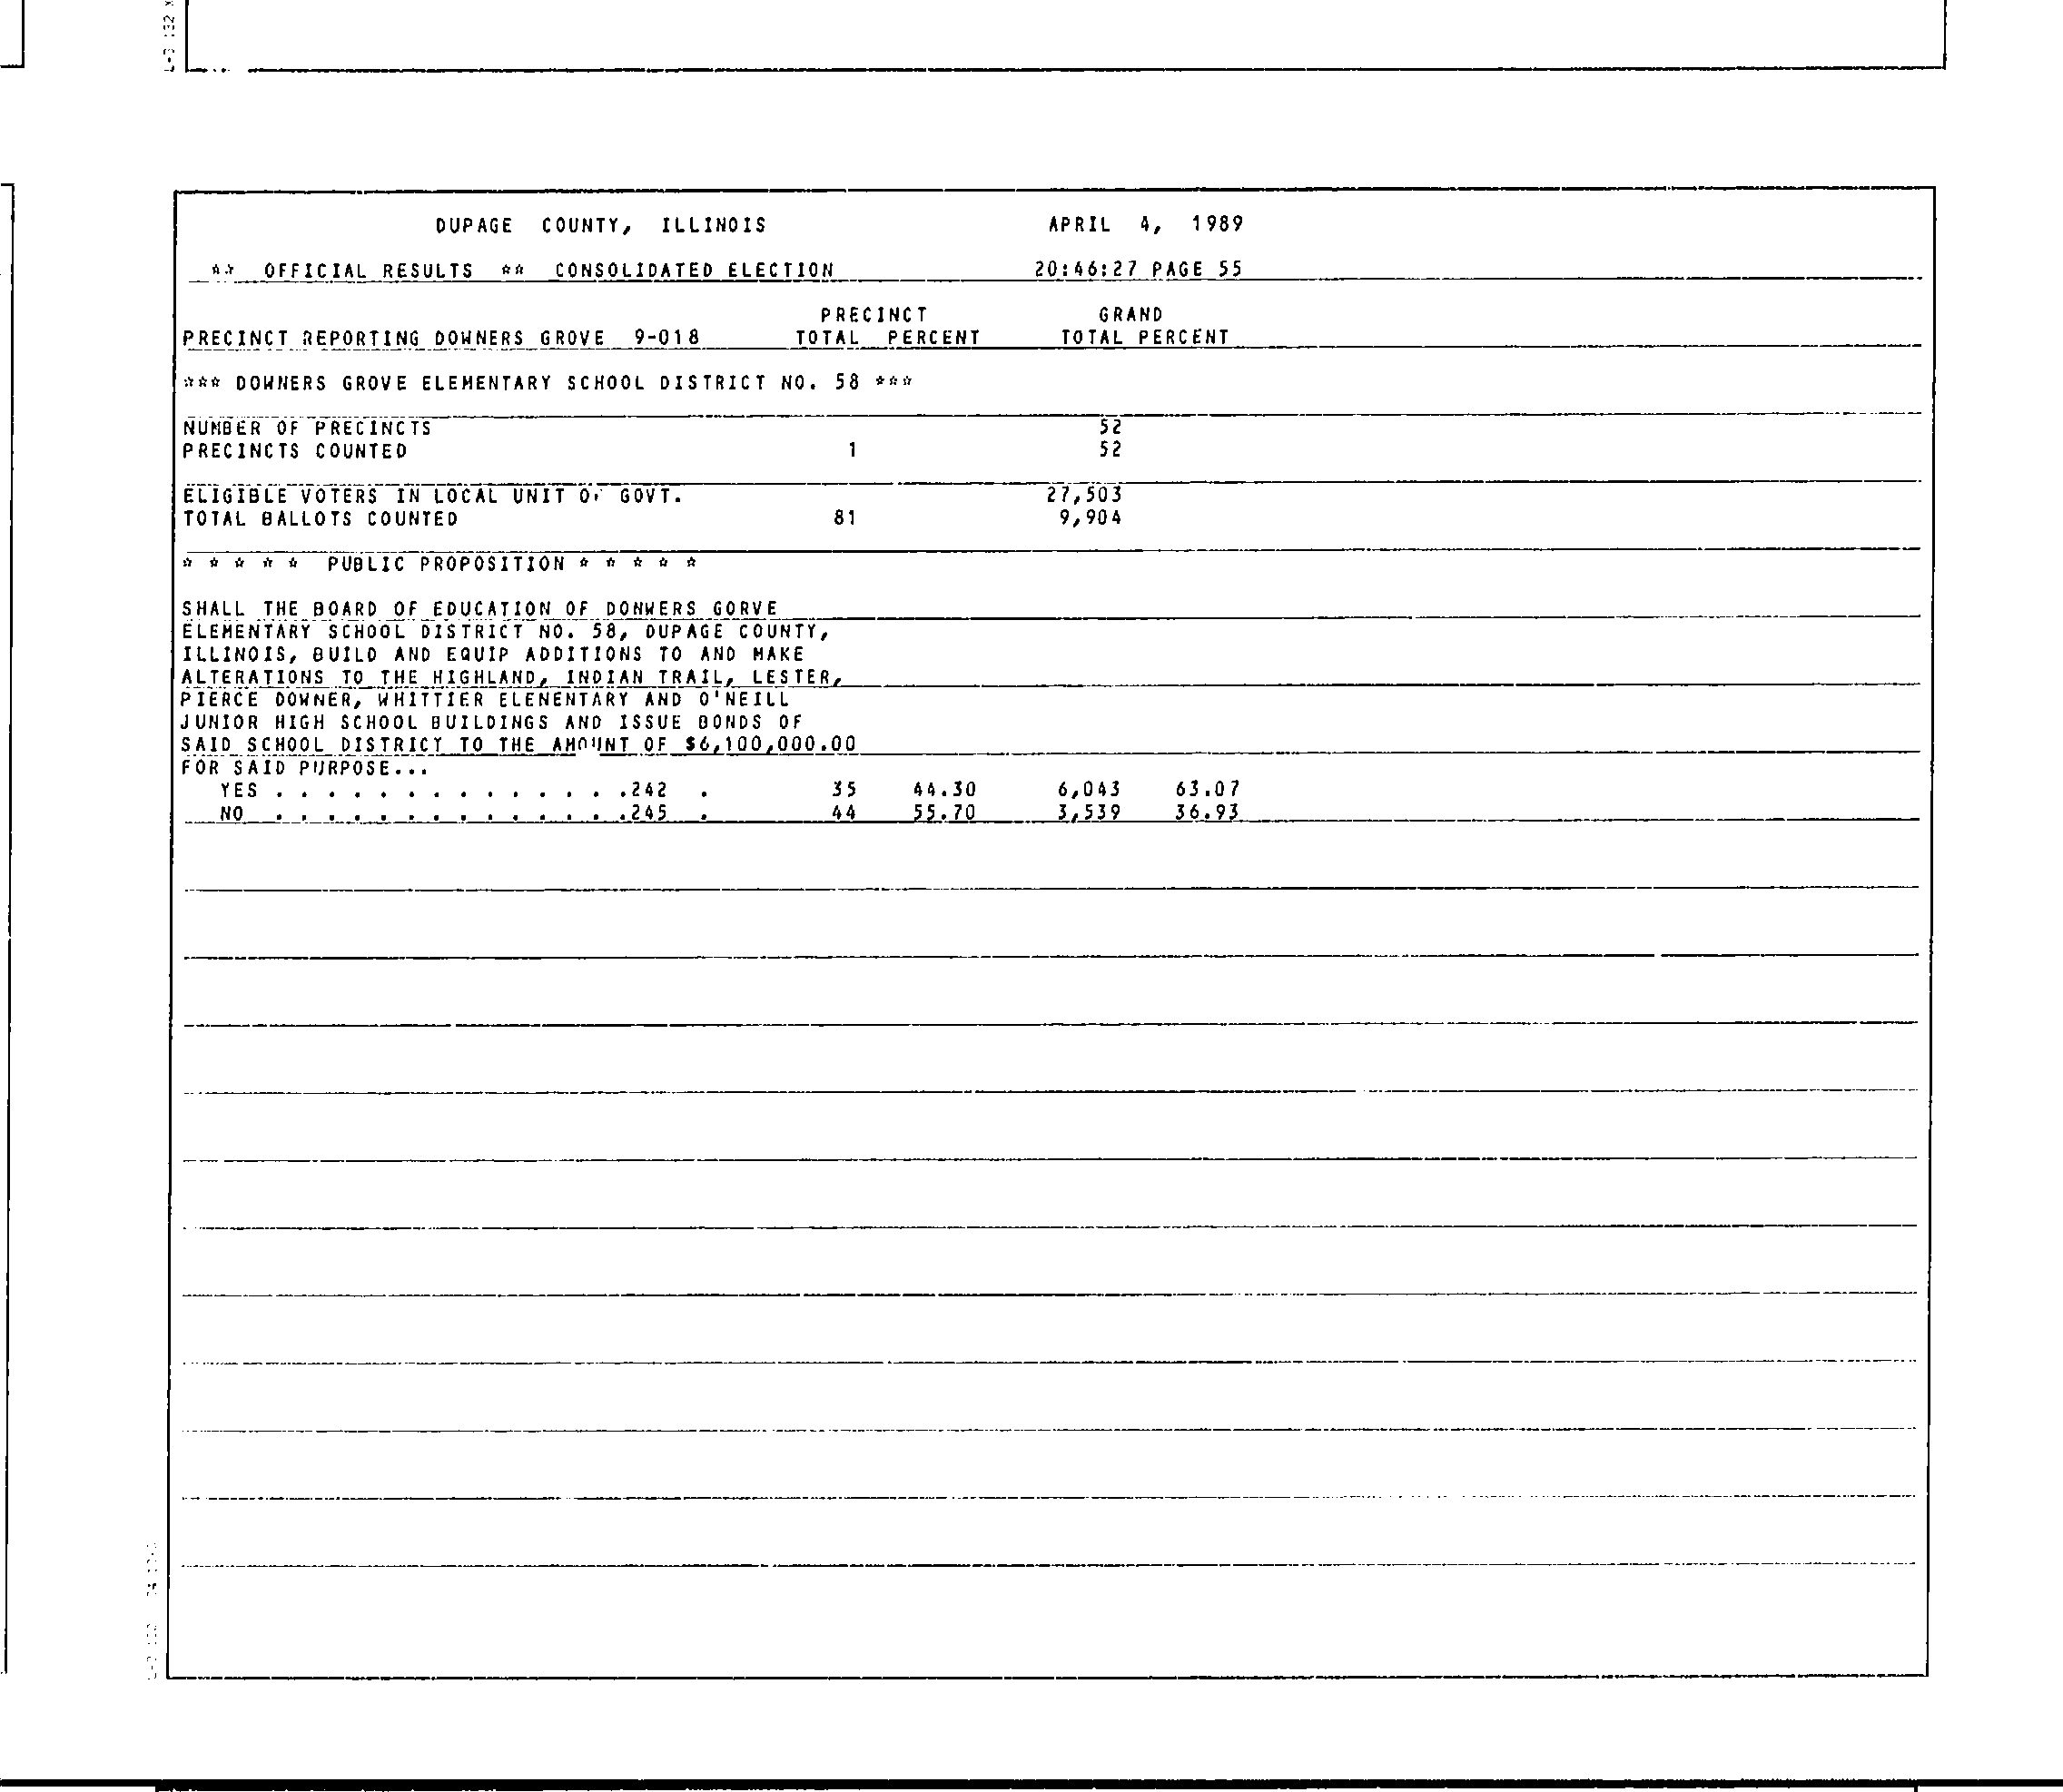 DUPAGE COUNTY, ILLINOIS APRIL 4, 1989
** OFFICIAL RESULTS ** CONSOLIDATED ELECTION 20:46:27 PAGE 55
PRECINCT GRAND
PRECINCT REPORTING DOWNERS GROVE 9-018 TOTAL PERCENT TOTAL PERCENT
*** DOWNERS GROVE ELEMENTARY SCHOOL DISTRICT NO. 58 ***
NUMBER OF PRECINCTS 52
PRECINCTS COUNTED 1 52
ELIGIBLE VOTERS IN LOCAL UNIT OF GOVT. 27,503
TOTAL BALLOTS COUNTED 81 9,904
* * * * * PUBLIC PROPOSITION * * * * *
SHALL THE BOARD OF EDUCATION OF DONWERS GORVE
ELEMENTARY SCHOOL DISTRICT NO. 58, DUPAGE COUNTY,
ILLINOIS, BUILD AND EQUIP ADDITIONS TO AND MAKE
ALTERATIONS TO THE HIGHLAND, INDIAN TRAIL, LESTER,
PIERCE DOWNER, WHITTIER ELENENTARY AND O'NEILL
JUNIOR HIGH SCHOOL BUILDINGS AND ISSUE BONDS OF
SAID SCHOOL DISTRICT TO THE AMOUNT OF $6,100,000.00
FOR SAID PURPOSE...
YES . . . . . . . . . . . . . .242 . 35 44.30 6,043 63.07
NO . . . . . . . . . . . . . .245 . 44 55.70 3,539 36.93